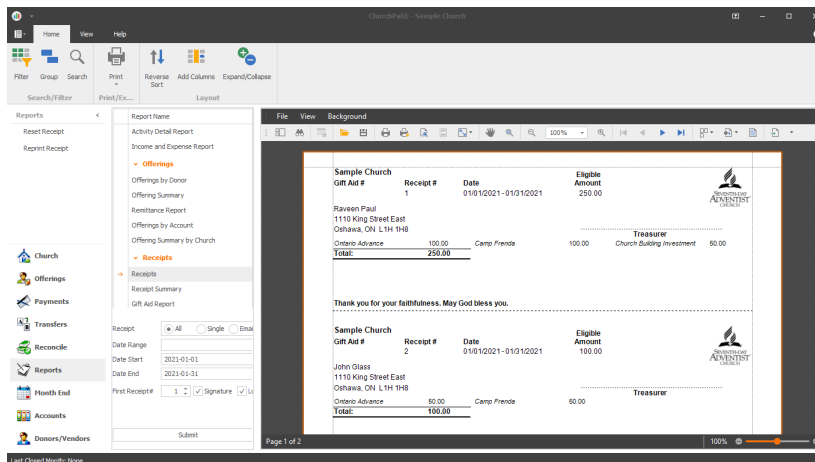 ChurchPal® - Sample Church
Home View Help
Filter Group Search Print Reverse Sort Add Columns Expand/Collapse
Search/Filter Print/Ex... Layout
Reports
Reset Receipt
Reprint Receipt
Church
Offerings
Payments
Transfers
Reconcile
Reports
Month End
Accounts
Donors/Vendors
Report Name
Activity Detail Report
Income and Expense Report
Offerings
Offerings by Donor
Offering Summary
Remittance Report
Offerings by Account
Offering Summary by Church
Receipts
Receipts
Receipt Summary
Gift Aid Report
Receipt All Single Emai
Date Range
Date Start 2021-01-01
Date End 2021-01-31
First Receipt# 1 Signature Lo
Submit
File View Background
100%
Sample Church
Gift Aid # Receipt # Date Eligible Amount
1 01/01/2021 - 01/31/2021 250.00
SEVENTH-DAY
ADVENTIST
CHURCH
Raveen Paul
1110 King Street East
Oshawa, ON L1H 1H8
Treasurer
Ontario Advance 100.00 Camp Frenda 100.00 Church Building Investment 50.00
Total: 250.00
Thank you for your faithfulness. May God bless you.
Sample Church
Gift Aid # Receipt # Date Eligible Amount
2 01/01/2021 - 01/31/2021 100.00
SEVENTH-DAY
ADVENTIST
CHURCH
John Glass
1110 King Street East
Oshawa, ON L1H 1H8
Treasurer
Ontario Advance 50.00 Camp Frenda 50.00
Total: 100.00
Page 1 of 2 100%
Last Closed Month: None